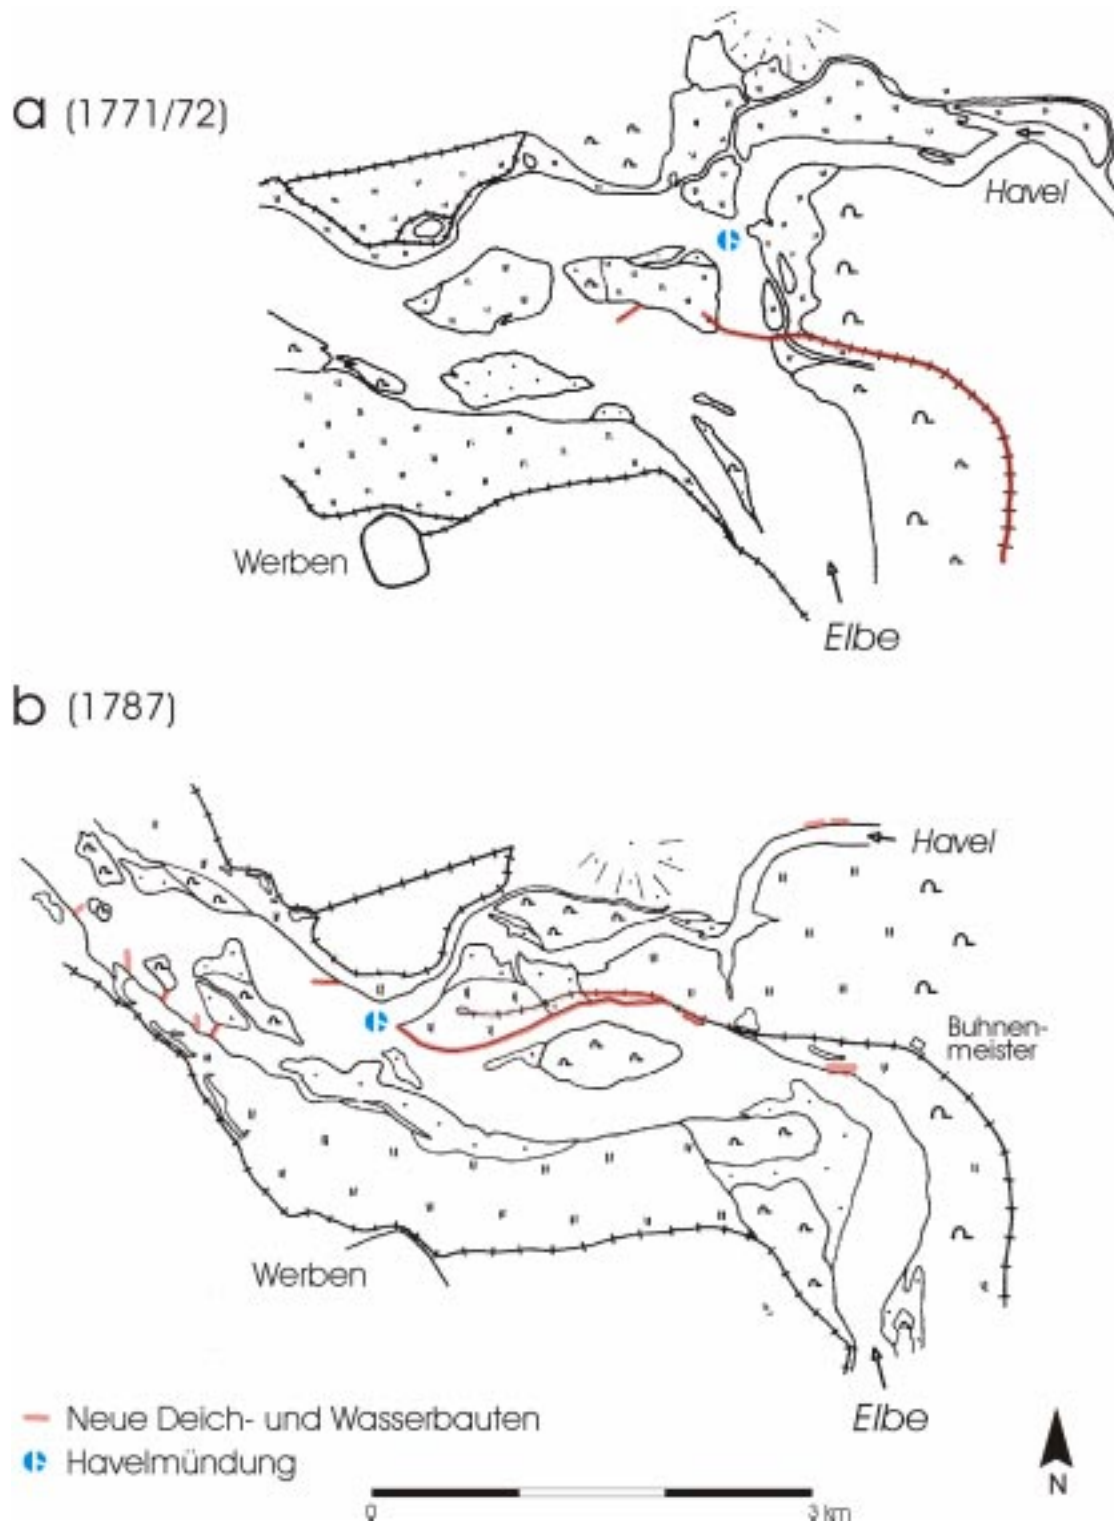 a (1771/72)
Havel
Werben
Elbe
b (1787)
Havel
Buhnen-
meister
Werben
Elbe
Neue Deich- und Wasserbauten
Havelmündung
N
0 3 km